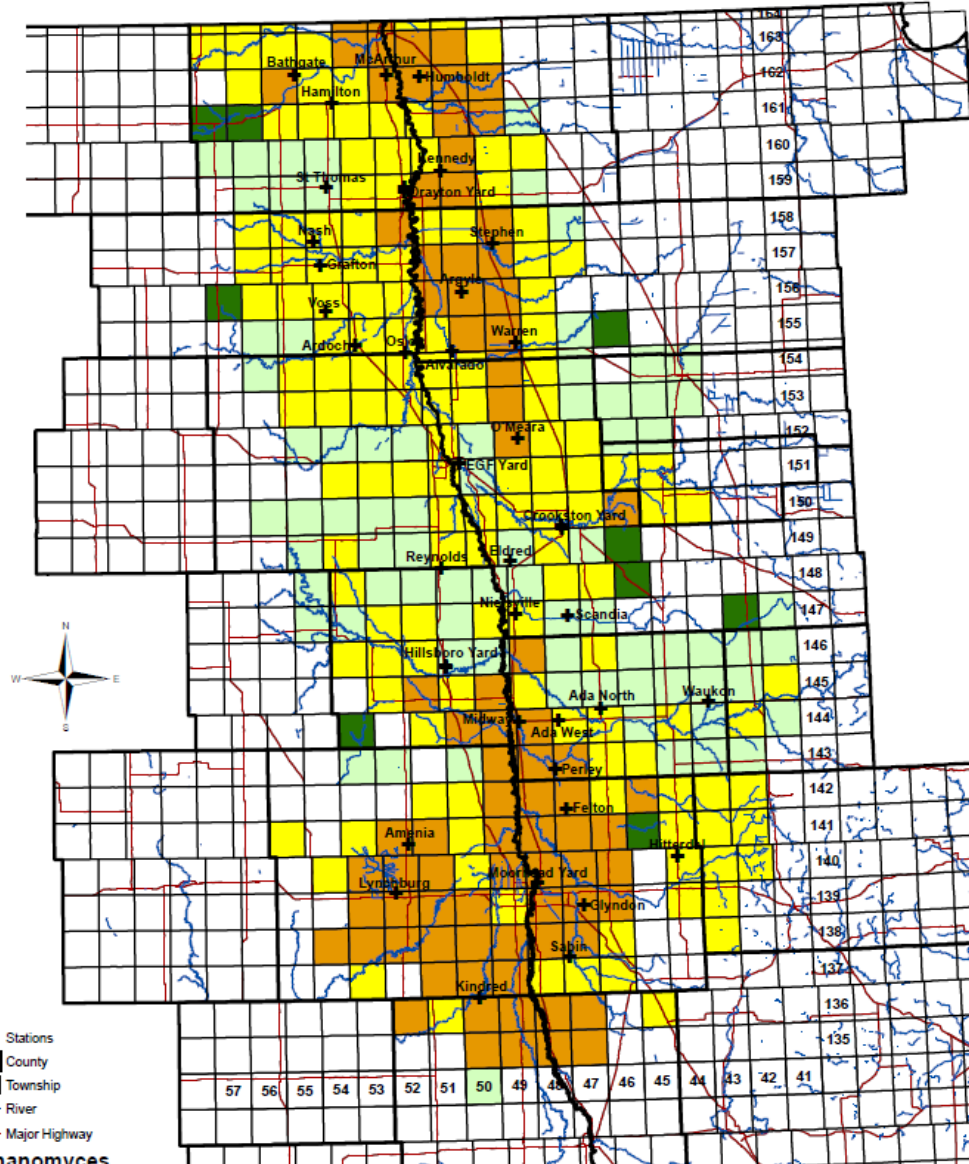 164
163
McArthur
Bathgate
Humboldt
162
Hamilton
161
160
Kennedy
159
St Thomas
Drayton Yard
158
Nash
Stephen
157
Grafton
Argyle
156
Voss
155
Warren
Ardoch
154
Alvarado
153
152
O'Meara
151
EGF Yard
150
Crookston Yard
149
Eldred
Reynolds
148
147
Nielsville
Scandia
146
Hillsboro Yard
145
Ada North
Waukon
144
Midway
Ada West
143
Perley
142
Felton
141
Amenia
Hitterdal
140
Moorhead Yard
Lynchburg
139
Glyndon
138
Sabin
137
Kindred
136
135
57 56 55 54 53 52 51 50 49 48 47 46 45 44 43 42 41
N
W
E
S
Stations
County
Township
River
Major Highway